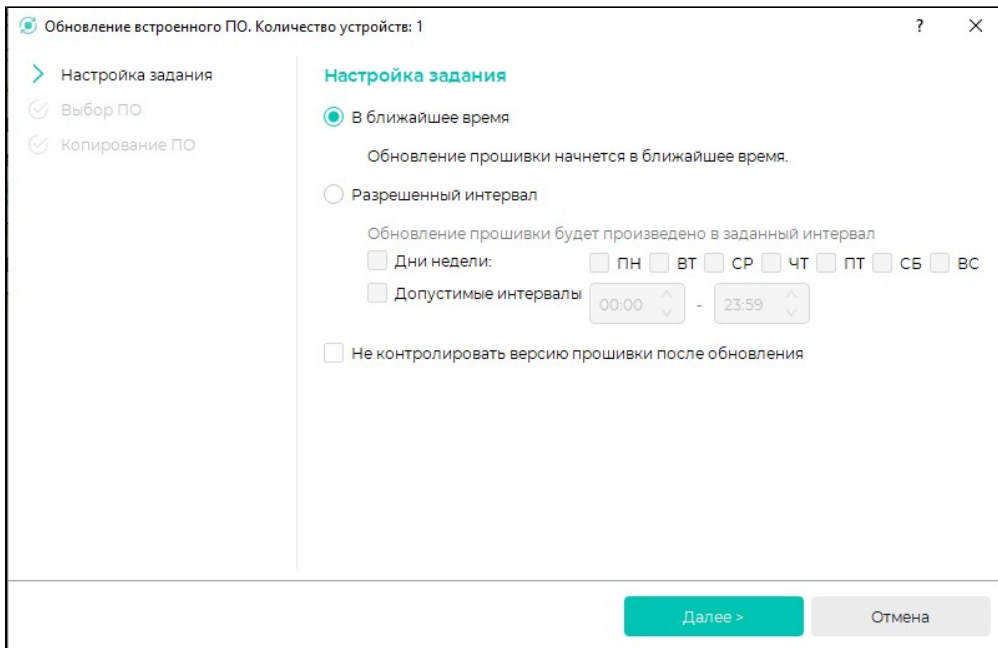 Обновление встроенного ПО. Количество устройств: 1
?
Настройка задания
Выбор ПО
Копирование ПО
Настройка задания
В ближайшее время
Обновление прошивки начнется в ближайшее время.
Разрешенный интервал
Обновление прошивки будет произведено в заданный интервал
Дни недели: ПН ВТ СР ЧТ ПТ СБ ВС
Допустимые интервалы 00:00 - 23:59
Не контролировать версию прошивки после обновления
Далее >
Отмена